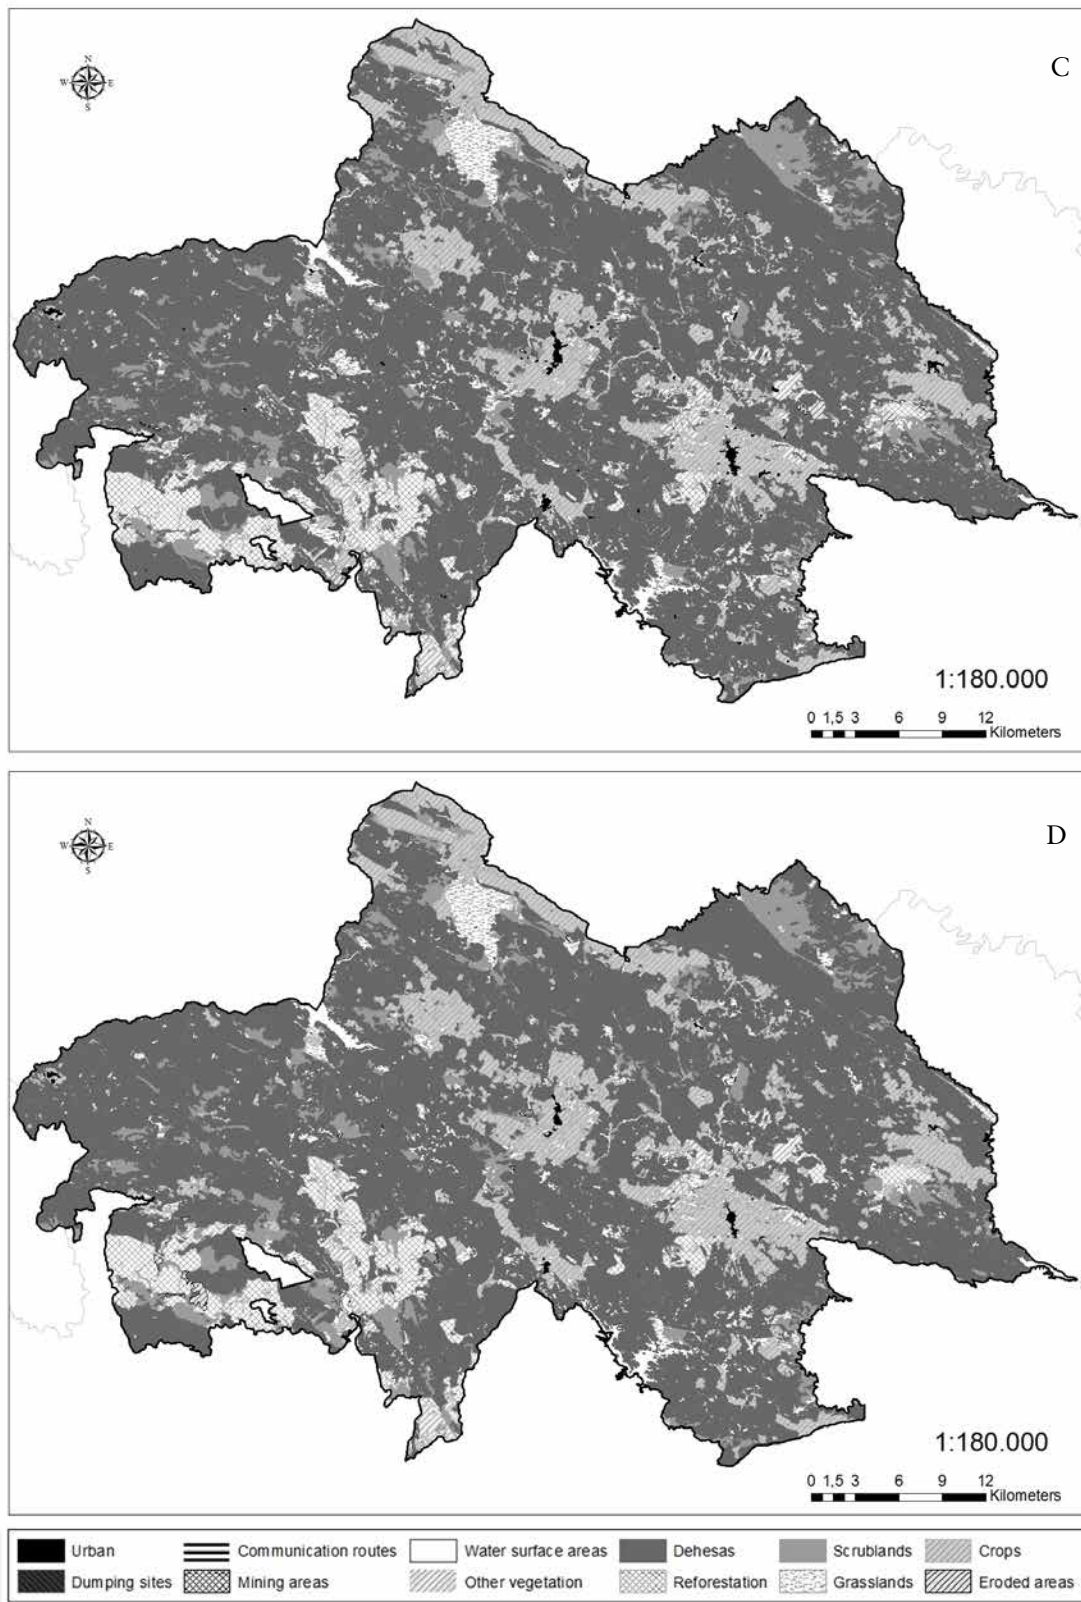 C
N
W E
S
1:180.000
0 1,5 3 6 9 12
Kilometers
D
N
W E
S
1:180.000
0 1,5 3 6 9 12
Kilometers
Urban Communication routes Water surface areas Dehesas Scrublands Crops
Dumping sites Mining areas Other vegetation Reforestation Grasslands Eroded areas